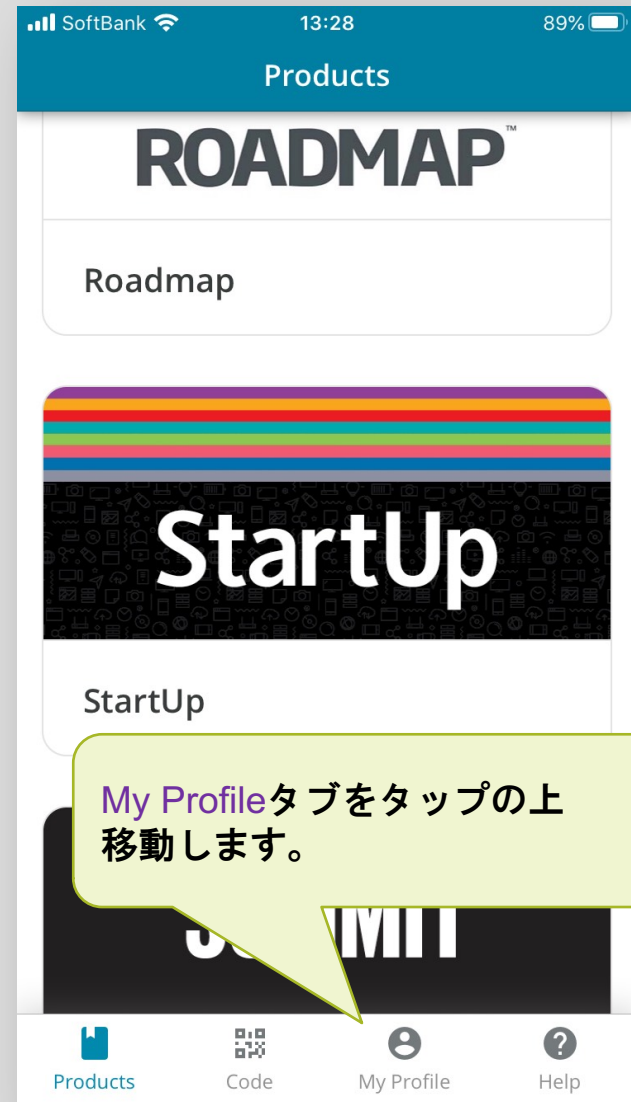 SoftBank 13:28 89%
Products
ROADMAP™
Roadmap
StartUp
StartUp
My Profileタブをタップの上
移動します。
Products Code My Profile Help